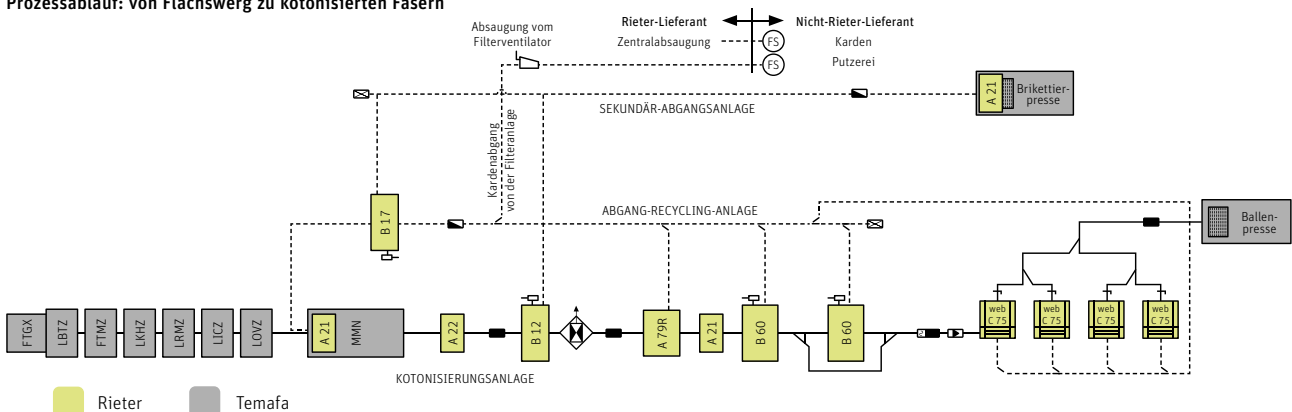 Prozessablauf: von Flachswerg zu kotonisierten Fasern
Absaugung vom
Filterventilator
Rieter-Lieferant
Nicht-Rieter-Lieferant
Zentralabsaugung
FS
Karden
FS
Putzerei
A 21
Brikettier-
presse
SEKUNDÄR-ABGANGSANLAGE
Kardenabgang
von der Filteranlage
B 17
ABGANG-RECYCLING-ANLAGE
Ballen-
presse
FTGX
LBTZ
FTMZ
LKHZ
LRMZ
LICZ
LOVZ
A 21
MMN
A 22
B 12
A 79R
A 21
B 60
B 60
web
C 75
web
C 75
web
C 75
web
C 75
KOTONISIERUNGSANLAGE
Rieter
Temafa